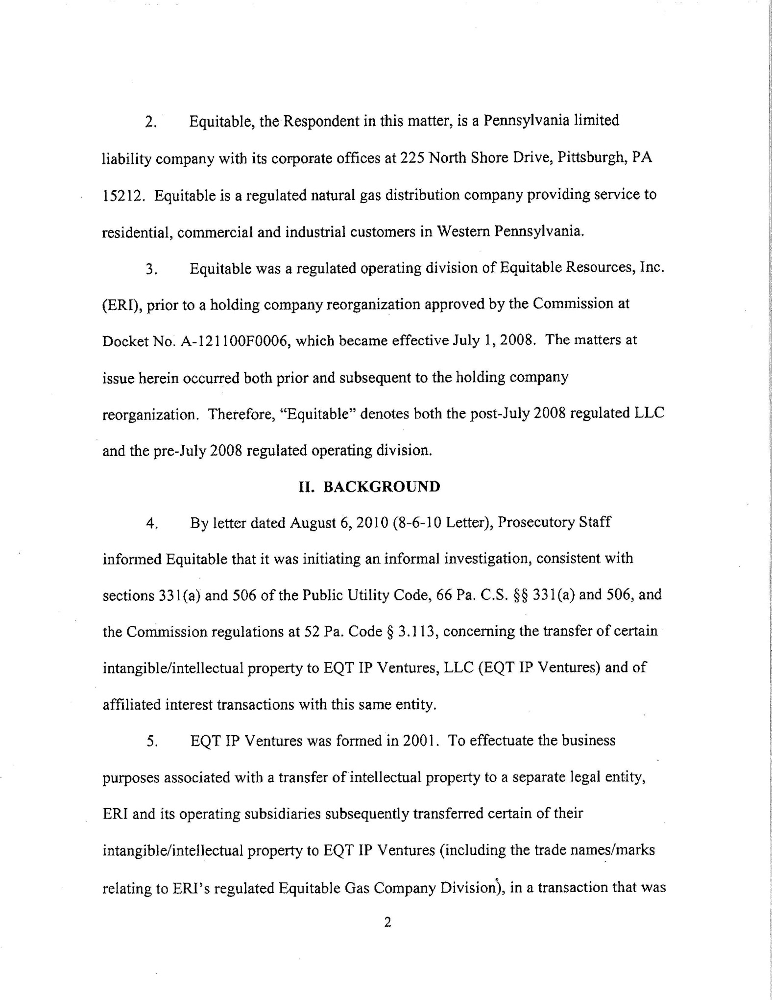 2. Equitable, the Respondent in this matter, is a Pennsylvania limited
liability company with its corporate offices at 225 North Shore Drive, Pittsburgh, PA
15212. Equitable is a regulated natural gas distribution company providing service to
residential, commercial and industrial customers in Western Pennsylvania.
3. Equitable was a regulated operating division of Equitable Resources, Inc.
(ERI), prior to a holding company reorganization approved by the Commission at
Docket No. A-121100F0006, which became effective July 1, 2008. The matters at
issue herein occurred both prior and subsequent to the holding company
reorganization. Therefore, “Equitable” denotes both the post-July 2008 regulated LLC
and the pre-July 2008 regulated operating division.
II. BACKGROUND
4. By letter dated August 6, 2010 (8-6-10 Letter), Prosecutory Staff
informed Equitable that it was initiating an informal investigation, consistent with
sections 331(a) and 506 of the Public Utility Code, 66 Pa. C.S. §§ 331(a) and 506, and
the Commission regulations at 52 Pa. Code § 3.113, concerning the transfer of certain
intangible/intellectual property to EQT IP Ventures, LLC (EQT IP Ventures) and of
affiliated interest transactions with this same entity.
5. EQT IP Ventures was formed in 2001. To effectuate the business
purposes associated with a transfer of intellectual property to a separate legal entity,
ERI and its operating subsidiaries subsequently transferred certain of their
intangible/intellectual property to EQT IP Ventures (including the trade names/marks
relating to ERI’s regulated Equitable Gas Company Division), in a transaction that was
2